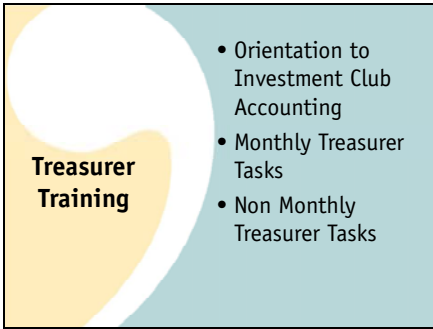 Treasurer
Training
• Orientation to
Investment Club
Accounting
• Monthly Treasurer
Tasks
• Non Monthly
Treasurer Tasks